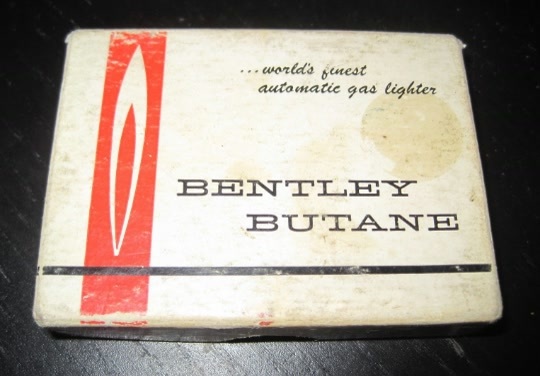 ...world's finest
automatic gas lighter
BENTLEY
BUTANE